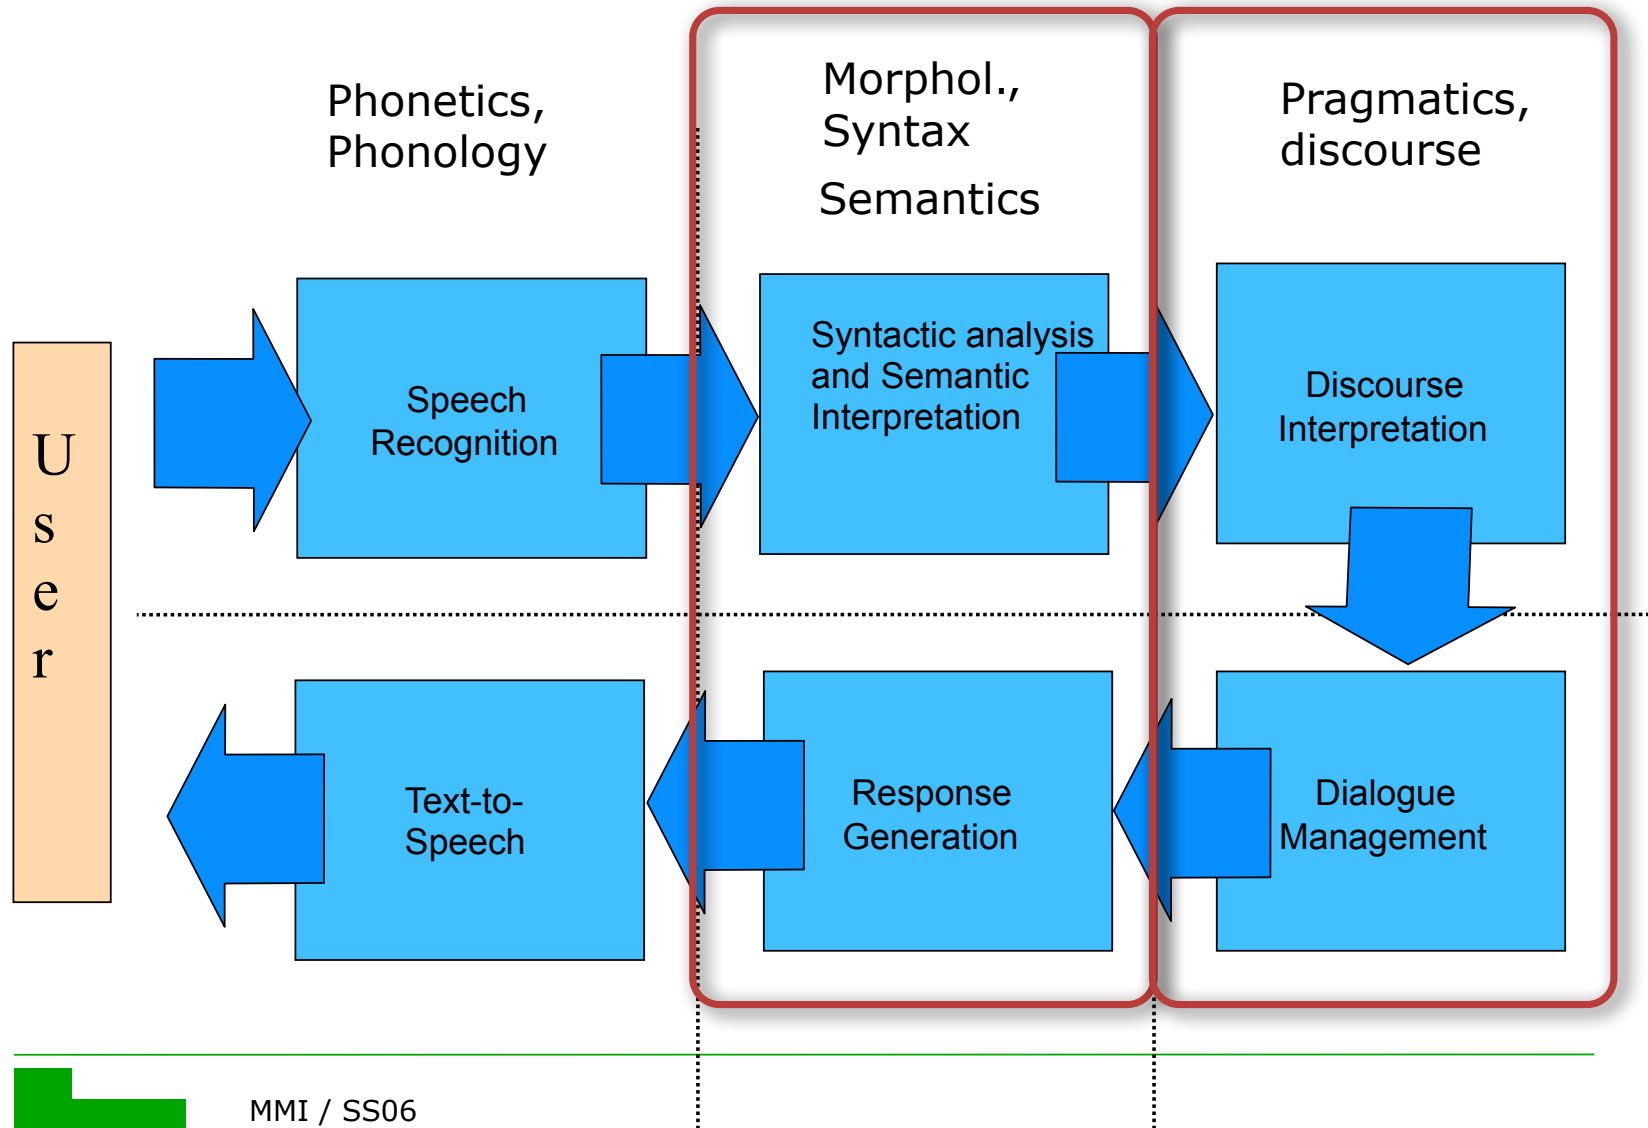 Phonetics,
Phonology
Morphol.,
Syntax
Semantics
Pragmatics,
discourse
User
Speech
Recognition
Syntactic analysis
and Semantic
Interpretation
Discourse
Interpretation
Text-to-
Speech
Response
Generation
Dialogue
Management
MMI / SS06